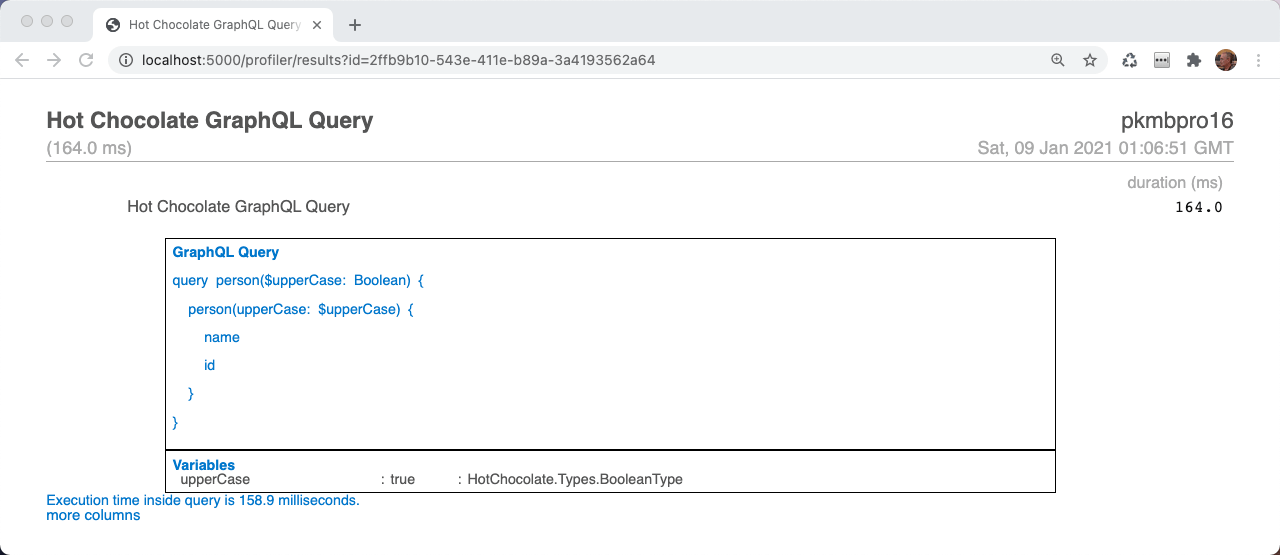 Hot Chocolate GraphQL Query
localhost:5000/profiler/results?id=2ffb9b10-543e-411e-b89a-3a4193562a64
Hot Chocolate GraphQL Query pkmbpro16
(164.0 ms) Sat, 09 Jan 2021 01:06:51 GMT
duration (ms)
Hot Chocolate GraphQL Query 164.0
GraphQL Query
query person($upperCase: Boolean) {
person(upperCase: $upperCase) {
name
id
}
}
Variables
upperCase : true : HotChocolate.Types.BooleanType
Execution time inside query is 158.9 milliseconds.
more columns